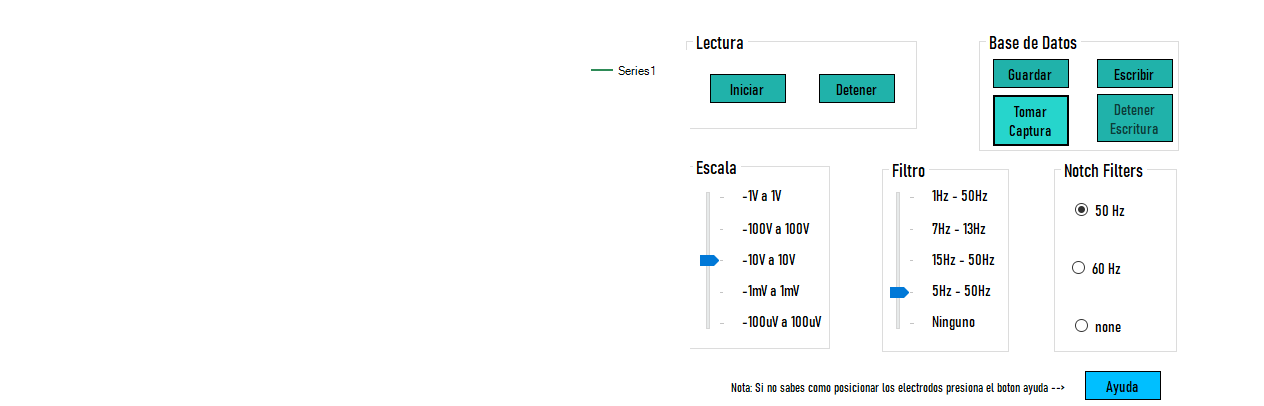 Series1
Lectura
Iniciar
Detener
Base de Datos
Guardar
Escribir
Tomar
Captura
Detener
Escritura
Escala
-1V a 1V
-100V a 100V
-10V a 10V
-1mV a 1mV
-100uV a 100uV
Filtro
1Hz - 50Hz
7Hz - 13Hz
15Hz - 50Hz
5Hz - 50Hz
Ninguno
Notch Filters
50 Hz
60 Hz
none
Nota: Si no sabes como posicionar los electrodos presiona el boton ayuda -->
Ayuda